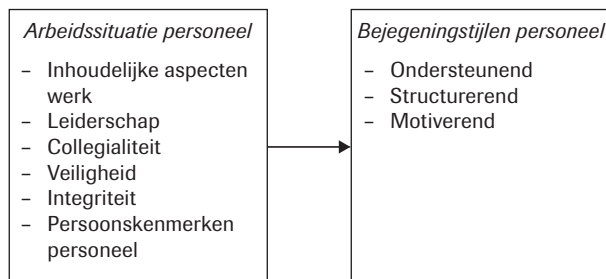 Arbeidssituatie personeel
– Inhoudelijke aspecten
werk
– Leiderschap
– Collegialiteit
– Veiligheid
– Integriteit
– Persoonskenmerken
personeel
Bejegeningstijlen personeel
– Ondersteunend
– Structurerend
– Motiverend